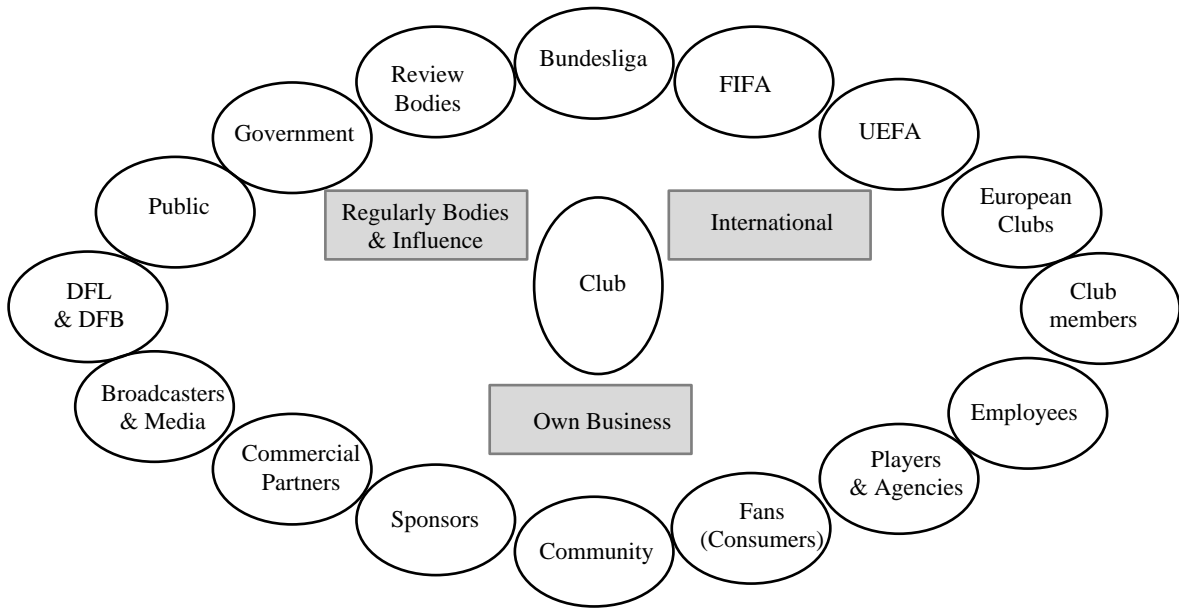 Bundesliga
Review
Bodies
FIFA
Government
UEFA
Public
European
Clubs
Regularly Bodies
& Influence
International
Club
DFL
& DFB
Club
members
Broadcasters
& Media
Own Business
Employees
Commercial
Partners
Players
& Agencies
Sponsors
Community
Fans
(Consumers)